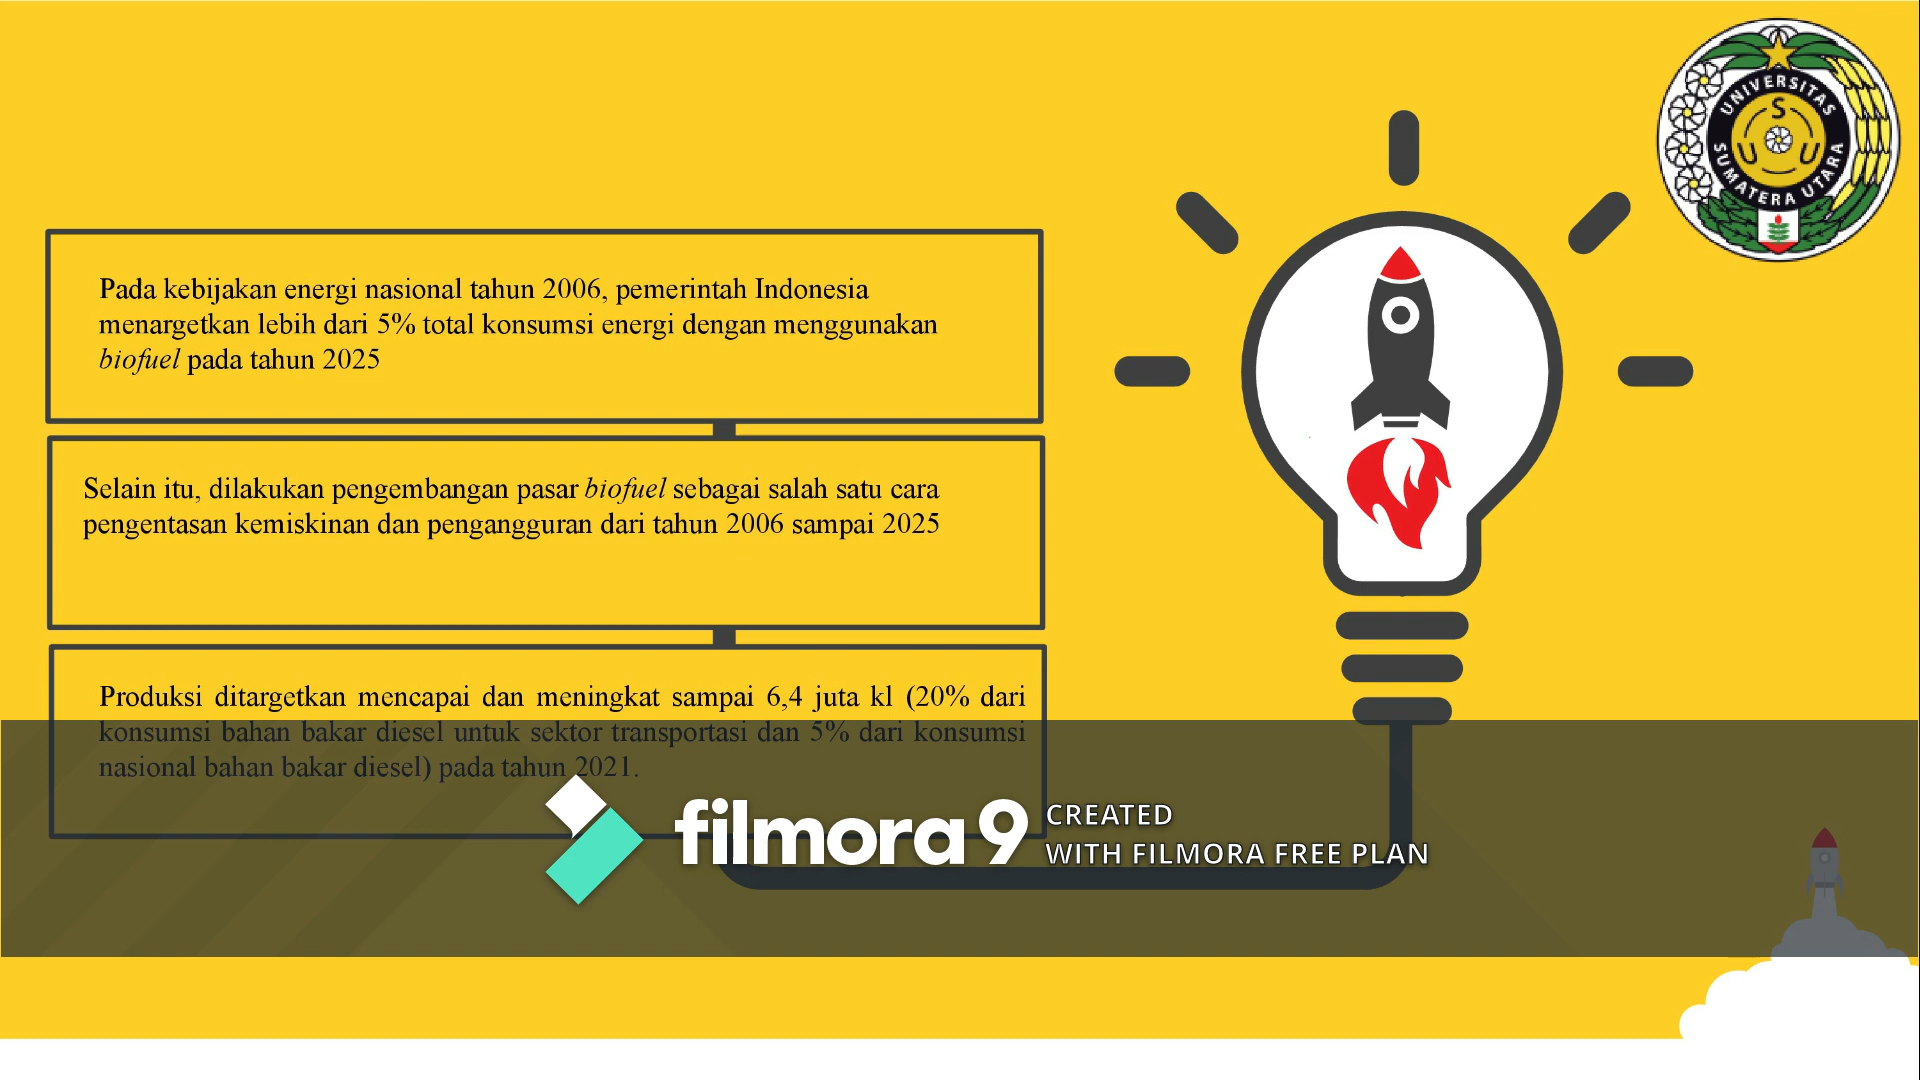 UNIVERSITAS
SUMATERA UTARA
S
U U
Pada kebijakan energi nasional tahun 2006, pemerintah Indonesia
menargetkan lebih dari 5% total konsumsi energi dengan menggunakan
biofuel pada tahun 2025
Selain itu, dilakukan pengembangan pasar biofuel sebagai salah satu cara
pengentasan kemiskinan dan pengangguran dari tahun 2006 sampai 2025
Produksi ditargetkan mencapai dan meningkat sampai 6,4 juta kl (20% dari
konsumsi bahan bakar diesel untuk sektor transportasi dan 5% dari konsumsi
nasional bahan bakar diesel) pada tahun 2021.
filmora9
CREATED
WITH FILMORA FREE PLAN